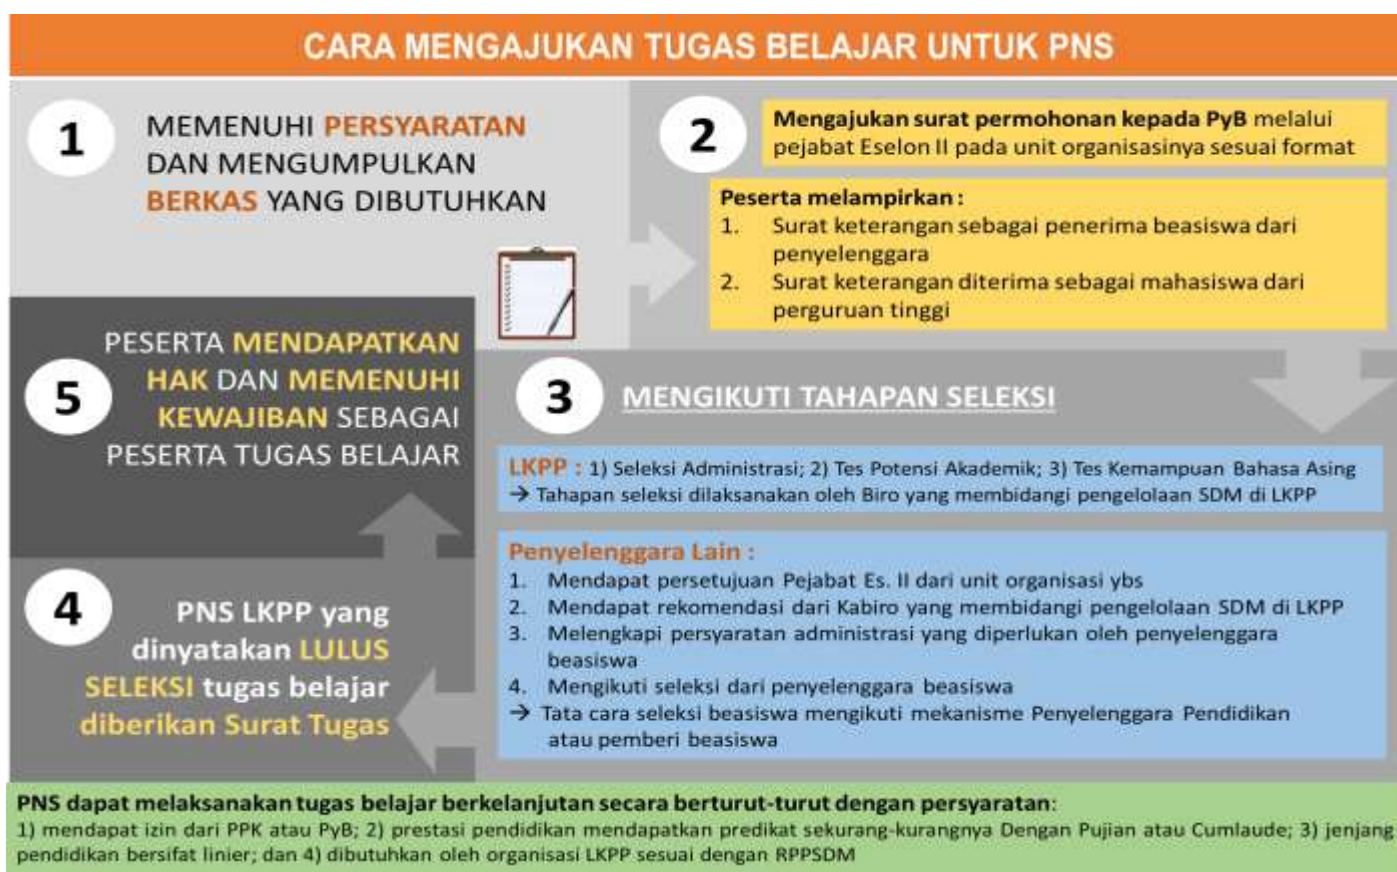 CARA MENGAJUKAN TUGAS BELAJAR UNTUK PNS
1
MEMENUHI PERSYARATAN
DAN MENGUMPULKAN
BERKAS YANG DIBUTUHKAN
2
Mengajukan surat permohonan kepada PyB melalui
pejabat Eselon II pada unit organisasinya sesuai format
Peserta melampirkan :
1. Surat keterangan sebagai penerima beasiswa dari
penyelenggara
2. Surat keterangan diterima sebagai mahasiswa dari
perguruan tinggi
3
MENGIKUTI TAHAPAN SELEKSI
LKPP : 1) Seleksi Administrasi; 2) Tes Potensi Akademik; 3) Tes Kemampuan Bahasa Asing
→ Tahapan seleksi dilaksanakan oleh Biro yang membidangi pengelolaan SDM di LKPP
Penyelenggara Lain :
1. Mendapat persetujuan Pejabat Es. II dari unit organisasi ybs
2. Mendapat rekomendasi dari Kabiro yang membidangi pengelolaan SDM di LKPP
3. Melengkapi persyaratan administrasi yang diperlukan oleh penyelenggara
beasiswa
4. Mengikuti seleksi dari penyelenggara beasiswa
→ Tata cara seleksi beasiswa mengikuti mekanisme Penyelenggara Pendidikan
atau pemberi beasiswa
4
PNS LKPP yang
dinyatakan LULUS
SELEKSI tugas belajar
diberikan Surat Tugas
5
PESERTA MENDAPATKAN
HAK DAN MEMENUHI
KEWAJIBAN SEBAGAI
PESERTA TUGAS BELAJAR
PNS dapat melaksanakan tugas belajar berkelanjutan secara berturut-turut dengan persyaratan:
1) mendapat izin dari PPK atau PyB; 2) prestasi pendidikan mendapatkan predikat sekurang-kurangnya Dengan Pujian atau Cumlaude; 3) jenjang
pendidikan bersifat linier; dan 4) dibutuhkan oleh organisasi LKPP sesuai dengan RPPSDM